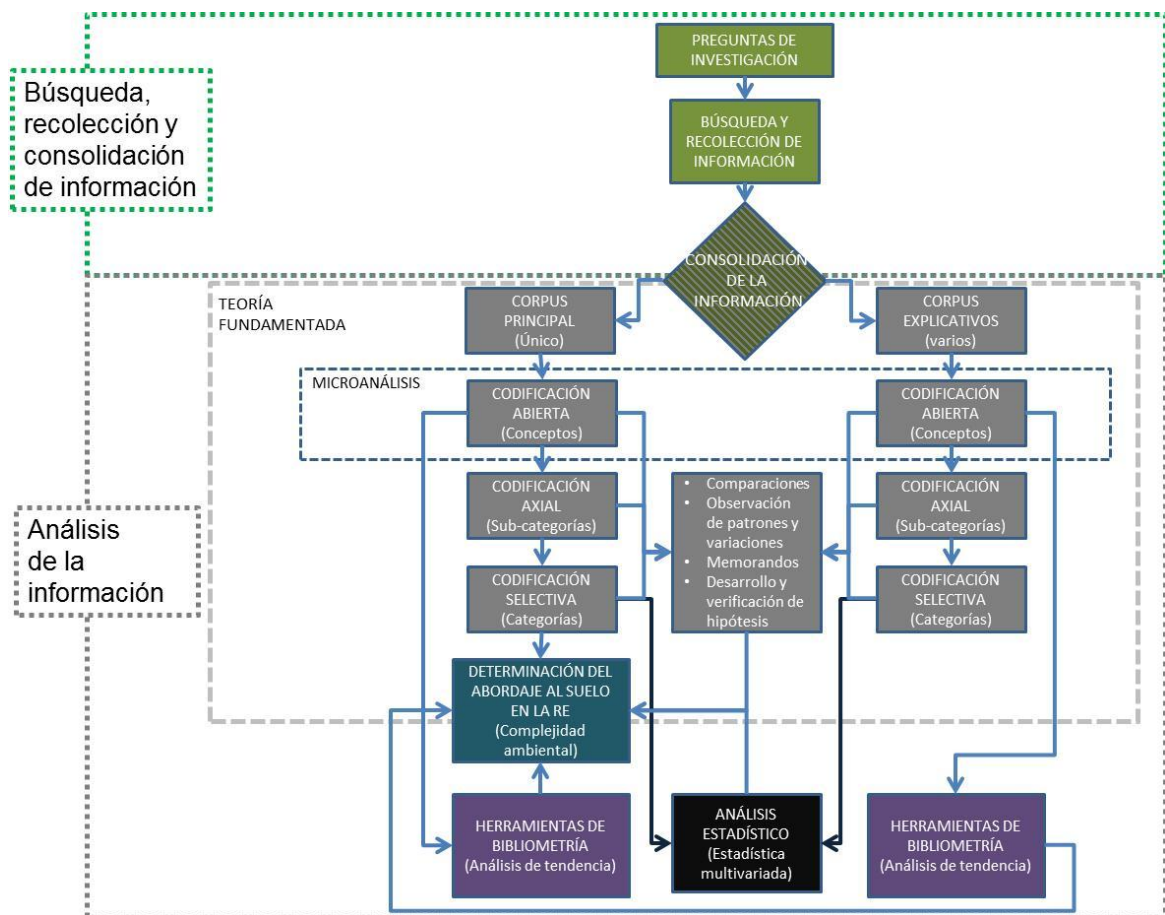 PREGUNTAS DE
INVESTIGACIÓN
Búsqueda,
recolección y
consolidación
de información
BÚSQUEDA Y
RECOLECCIÓN DE
INFORMACIÓN
CONSOLIDACIÓN
DE LA
INFORMACIÓN
TEORÍA
FUNDAMENTADA
CORPUS
PRINCIPAL
(Único)
CORPUS
EXPLICATIVOS
(varios)
MICROANÁLISIS
CODIFICACIÓN
ABIERTA
(Conceptos)
CODIFICACIÓN
ABIERTA
(Conceptos)
Análisis
de la
información
CODIFICACIÓN
AXIAL
(Sub-categorías)
• Comparaciones
• Observación
de patrones y
variaciones
• Memorandos
• Desarrollo y
verificación de
hipótesis
CODIFICACIÓN
AXIAL
(Sub-categorías)
CODIFICACIÓN
SELECTIVA
(Categorías)
CODIFICACIÓN
SELECTIVA
(Categorías)
DETERMINACIÓN DEL
ABORDAJE AL SUELO
EN LA RE
(Complejidad
ambiental)
HERRAMIENTAS DE
BIBLIOMETRÍA
(Análisis de tendencia)
ANÁLISIS
ESTADÍSTICO
(Estadística
multivariada)
HERRAMIENTAS DE
BIBLIOMETRÍA
(Análisis de tendencia)